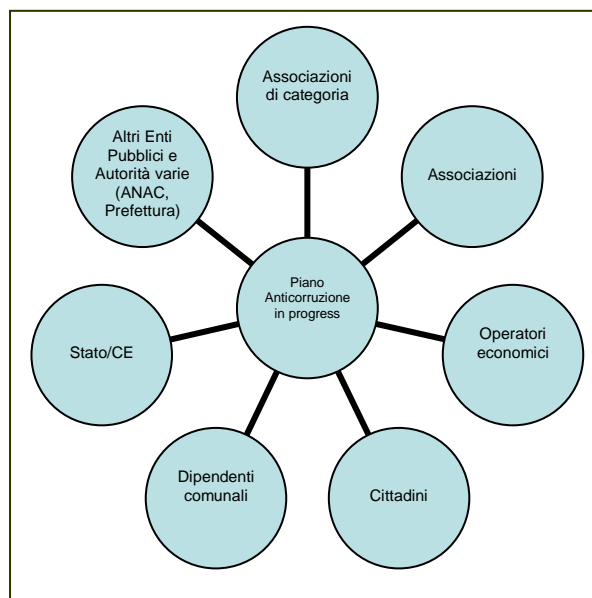 Associazioni
di categoria
Altri Enti
Pubblici e
Autorità varie
(ANAC,
Prefettura)
Associazioni
Piano
Anticorruzione
in progress
Stato/CE
Operatori
economici
Dipendenti
comunali
Cittadini